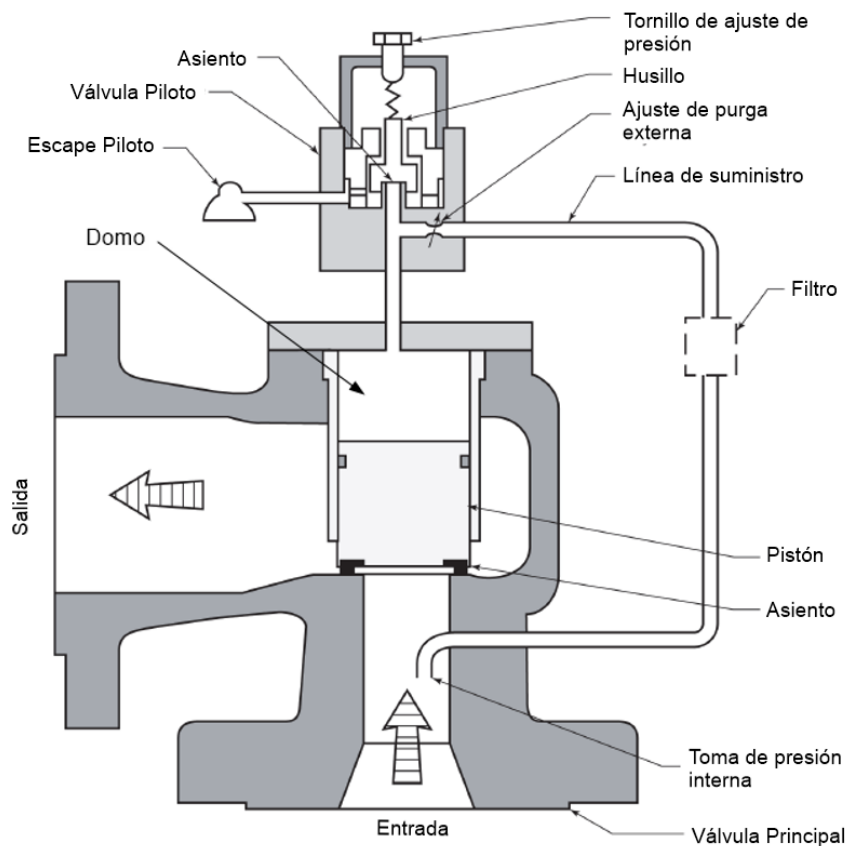 Tornillo de ajuste de
presión
Asiento
Husillo
Válvula Piloto
Ajuste de purga
externa
Escape Piloto
Línea de suministro
Domo
Filtro
Salida
Pistón
Asiento
Toma de presión
interna
Entrada
Válvula Principal